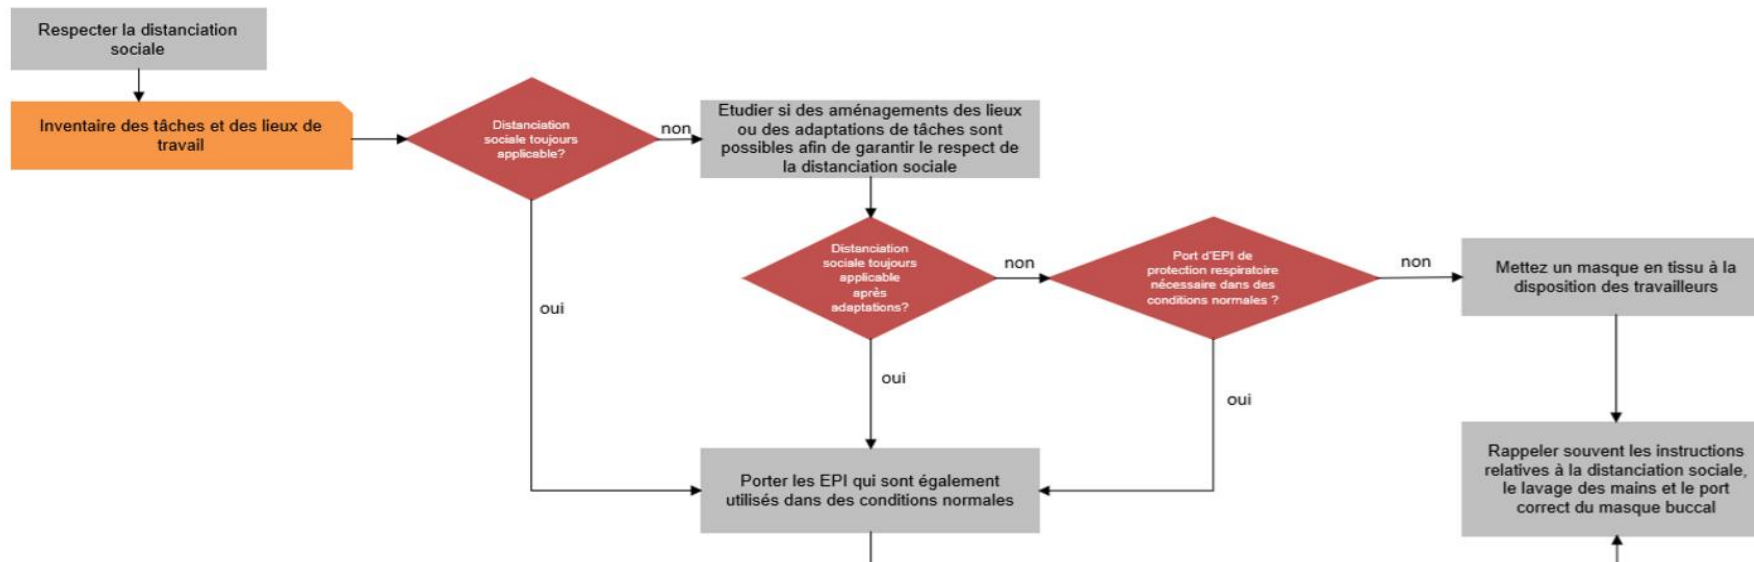 Respecter la distanciation
sociale
Inventaire des tâches et des lieux de
travail
Distanciation
sociale toujours
applicable?
non
Etudier si des aménagements des lieux
ou des adaptations de tâches sont
possibles afin de garantir le respect de
la distanciation sociale
oui
Distanciation
sociale toujours
applicable
après
adaptations?
non
Port d'EPI de
protection respiratoire
nécessaire dans des
conditions normales ?
non
Mettez un masque en tissu à la
disposition des travailleurs
oui
oui
Porter les EPI qui sont également
utilisés dans des conditions normales
Rappeler souvent les instructions
relatives à la distanciation sociale,
le lavage des mains et le port
correct du masque buccal